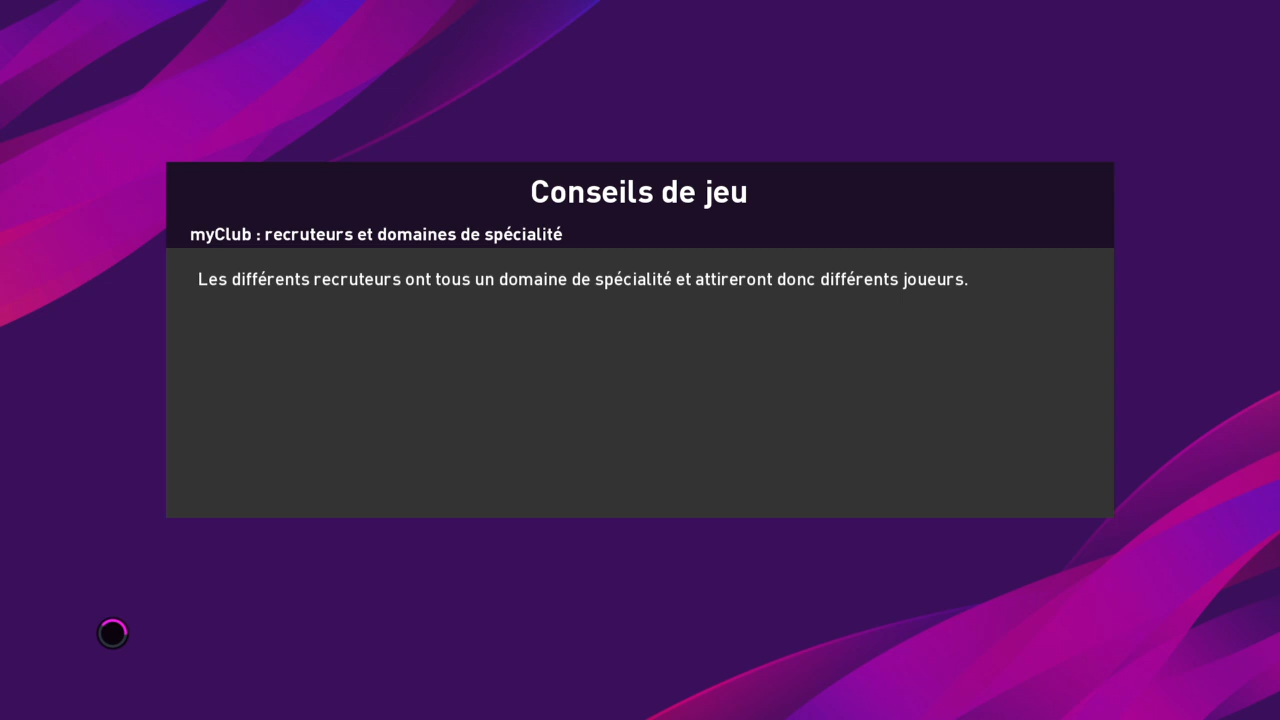 Conseils de jeu
myClub : recruteurs et domaines de spécialité
Les différents recruteurs ont tous un domaine de spécialité et attireront donc différents joueurs.